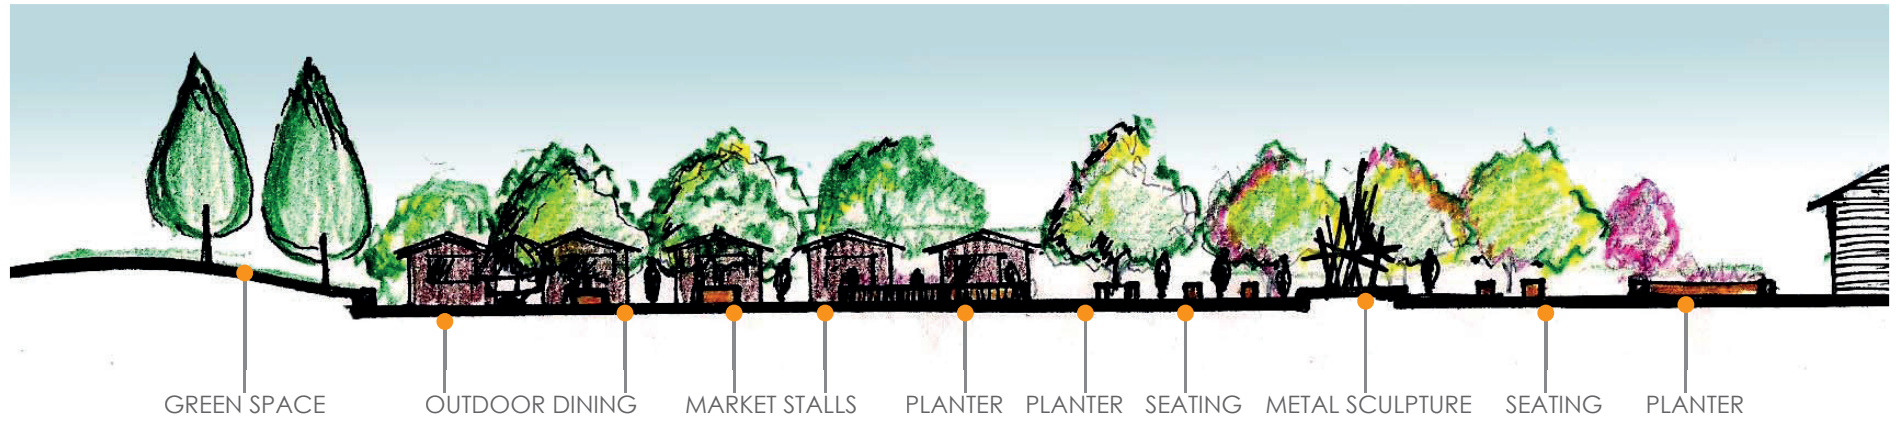 GREEN SPACE OUTDOOR DINING MARKET STALLS PLANTER PLANTER SEATING METAL SCULPTURE SEATING PLANTER